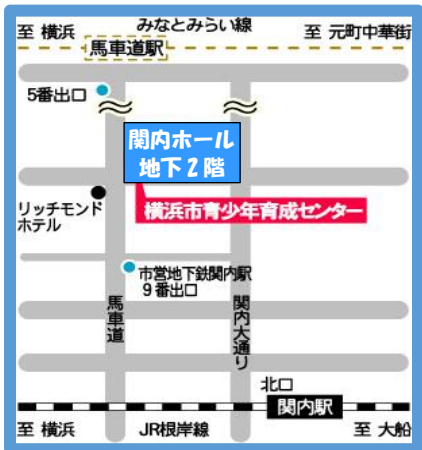 みなとみらい線
至 横浜
至 元町中華街
馬車道駅
5番出口
関内ホール
地下2階
リッチモンド
ホテル
横浜市青少年育成センター
市営地下鉄関内駅
9番出口
馬車道
関内大通り
北口
関内駅
至 横浜
JR根岸線
至 大船